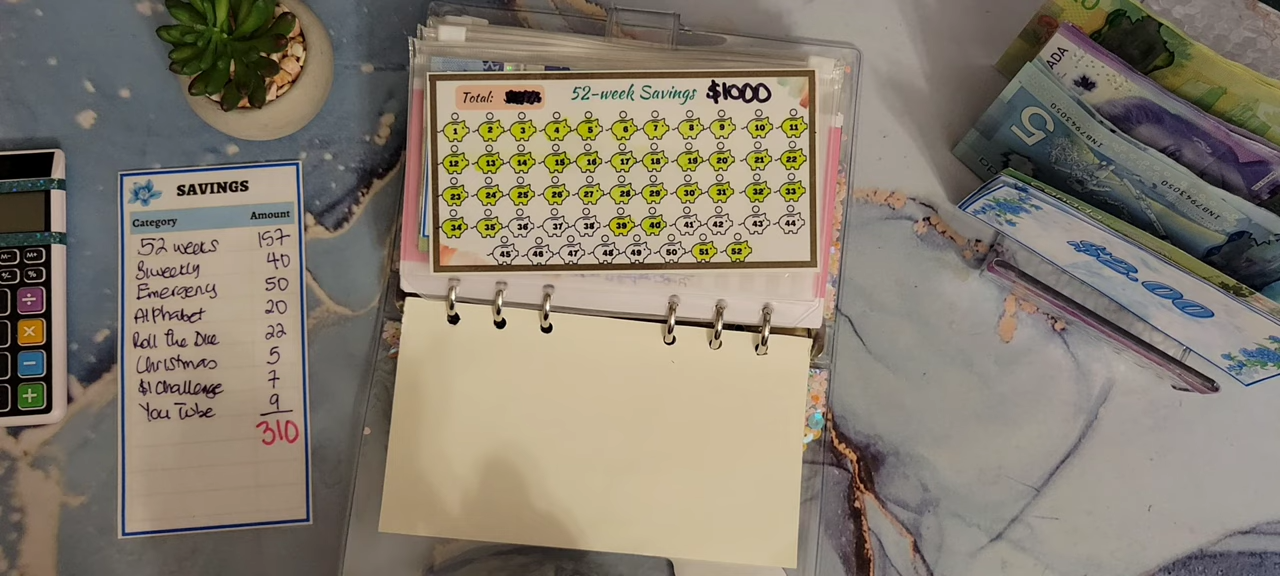 Total: 52-week Savings $1000
1 2 3 4 5 6 7 8 9 10 11
12 13 14 15 16 17 18 19 20 21 22
23 24 25 26 27 28 29 30 31 32 33
34 35 36 37 38 39 40 41 42 43 44
45 46 47 48 49 50 51 52
SAVINGS
Category Amount
52 weeks 157
Biweekly 40
Emergency 50
Alphabet 20
Roll the Dice 22
Christmas 5
$1 Challenge 7
You Tube 9
310
M- M+
÷
×
−
+
ADA
5
INB7793050
INB7793050
$2.00